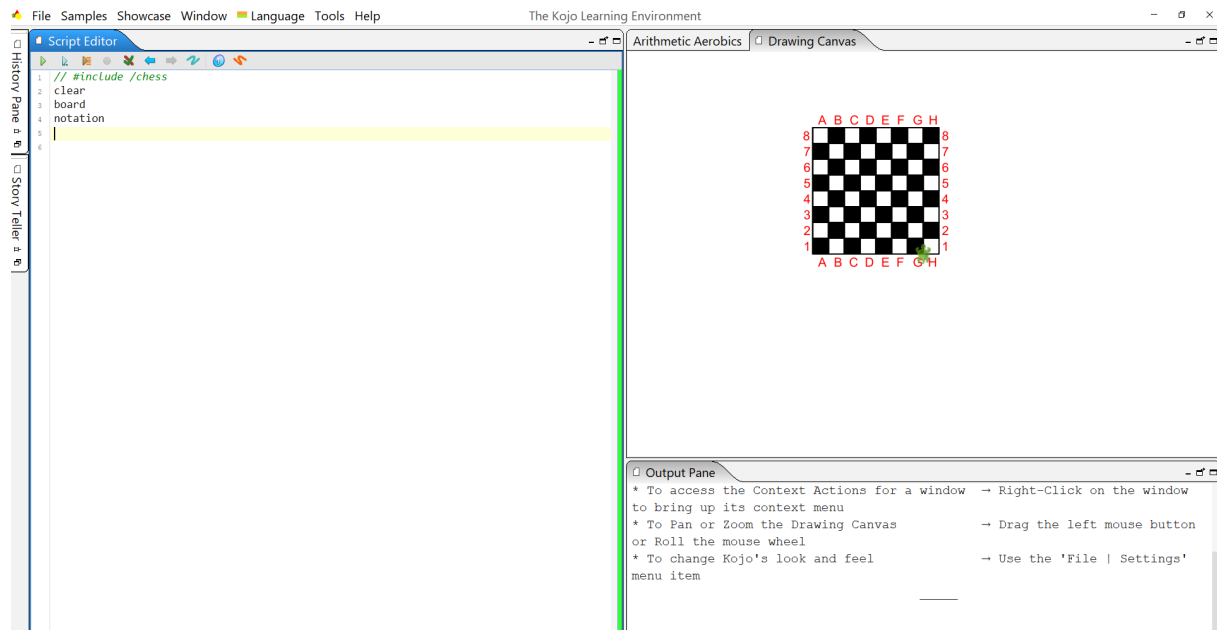 File Samples Showcase Window Language Tools Help
The Kojo Learning Environment
History Pane
Story Teller
Script Editor
1 // #include /chess
2 clear
3 board
4 notation
5
6
Arithmetic Aerobics Drawing Canvas
A B C D E F G H
8 8
7 7
6 6
5 5
4 4
3 3
2 2
1 1
A B C D E F G H
Output Pane
* To access the Context Actions for a window → Right-Click on the window
to bring up its context menu
* To Pan or Zoom the Drawing Canvas → Drag the left mouse button
or Roll the mouse wheel
* To change Kojo's look and feel → Use the 'File | Settings'
menu item